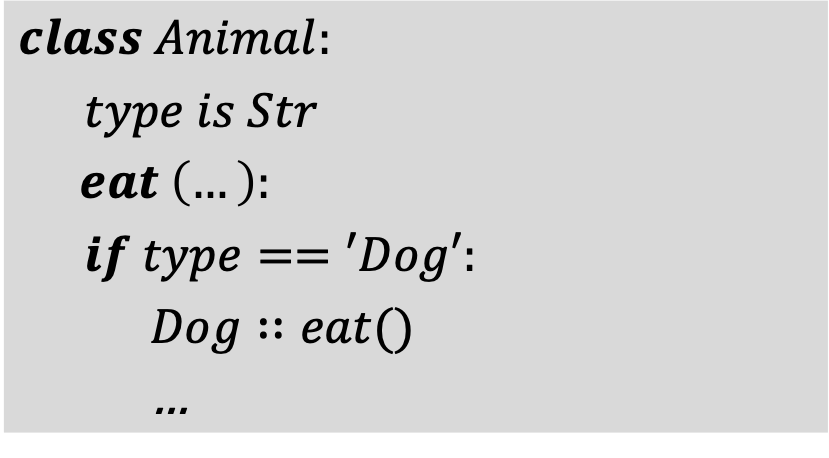 class Animal:
type is Str
eat (...):
if type == 'Dog':
Dog :: eat()
...